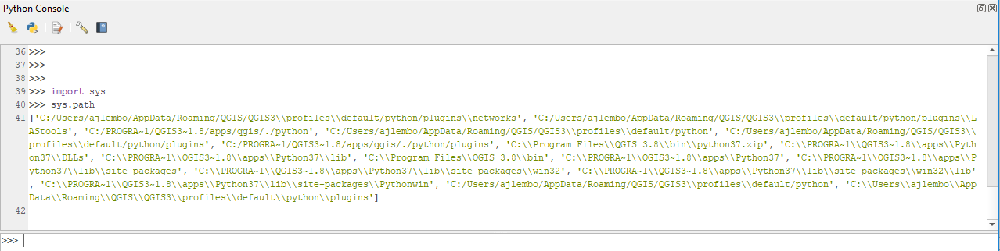 Python Console
36 >>>
37 >>>
38 >>>
39 >>> import sys
40 >>> sys.path
41 ['C:/Users/ajlembo/AppData/Roaming/QGIS/QGIS3\\profiles\\default/python/plugins\\networks', 'C:/Users/ajlembo/AppData/Roaming/QGIS/QGIS3\\profiles\\default/python/plugins\\L
AStools', 'C:/PROGRA~1/QGIS3~1.8/apps/qgis/./python', 'C:/Users/ajlembo/AppData/Roaming/QGIS/QGIS3\\profiles\\default/python', 'C:/Users/ajlembo/AppData/Roaming/QGIS/QGIS3\\
profiles\\default/python/plugins', 'C:/PROGRA~1/QGIS3~1.8/apps/qgis/./python/plugins', 'C:\\Program Files\\QGIS 3.8\\bin\\python37.zip', 'C:\\PROGRA~1\\QGIS3~1.8\\apps\\Pyth
on37\\DLLs', 'C:\\PROGRA~1\\QGIS3~1.8\\apps\\Python37\\lib', 'C:\\Program Files\\QGIS 3.8\\bin', 'C:\\PROGRA~1\\QGIS3~1.8\\apps\\Python37', 'C:\\PROGRA~1\\QGIS3~1.8\\apps\\P
ython37\\lib\\site-packages', 'C:\\PROGRA~1\\QGIS3~1.8\\apps\\Python37\\lib\\site-packages\\win32', 'C:\\PROGRA~1\\QGIS3~1.8\\apps\\Python37\\lib\\site-packages\\win32\\lib'
, 'C:\\PROGRA~1\\QGIS3~1.8\\apps\\Python37\\lib\\site-packages\\Pythonwin', 'C:/Users/ajlembo/AppData/Roaming/QGIS/QGIS3\\profiles\\default/python', 'C:\\Users\\ajlembo\\App
Data\\Roaming\\QGIS\\QGIS3\\profiles\\default\\python\\plugins']
42
>>>